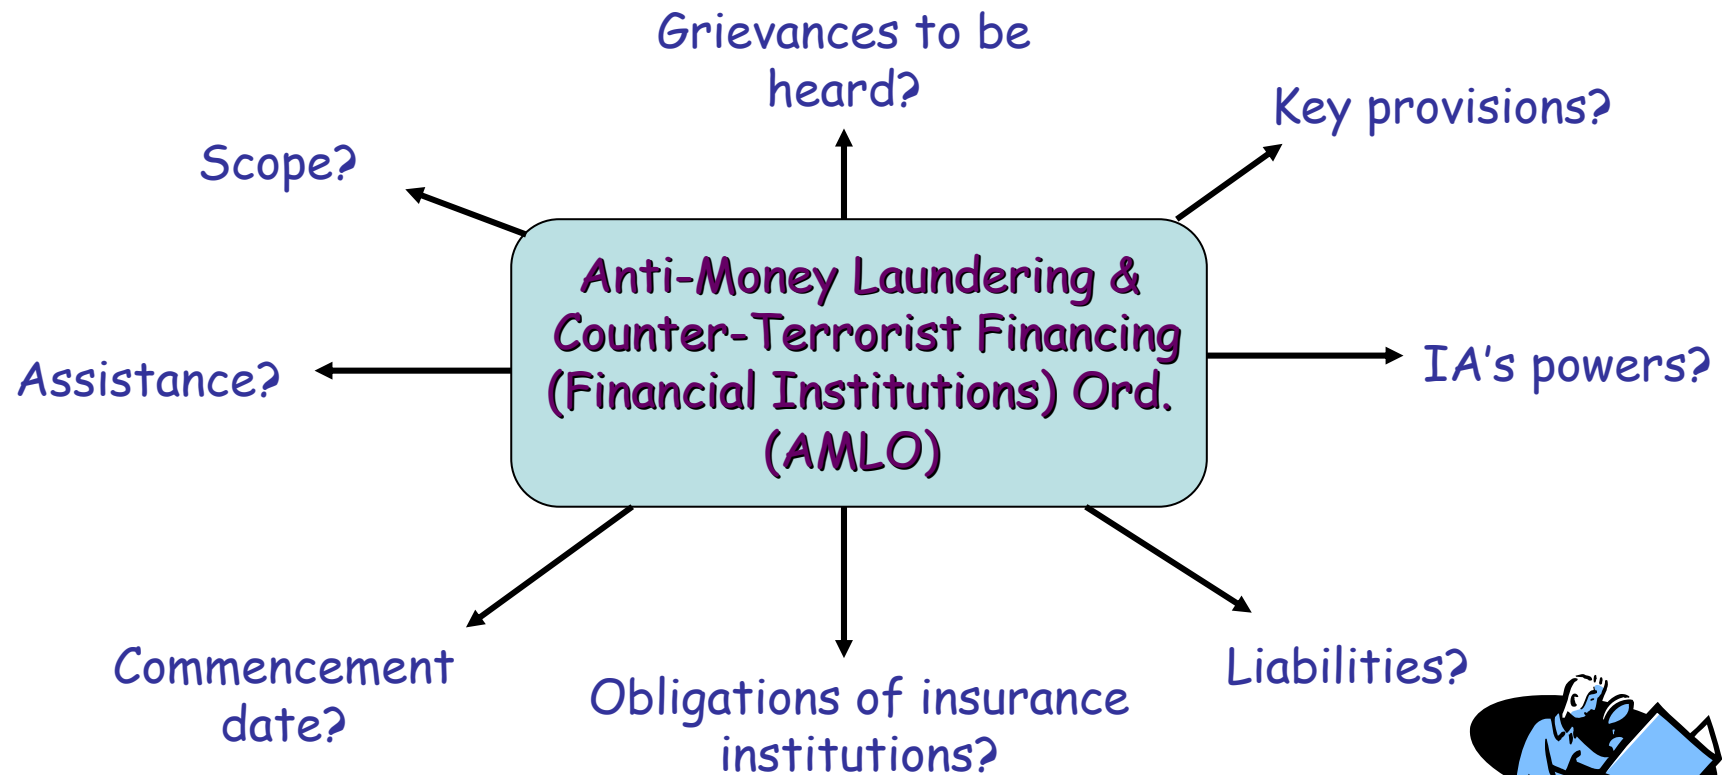 Grievances to be
heard?
Key provisions?
Scope?
Anti-Money Laundering &
Counter-Terrorist Financing
(Financial Institutions) Ord.
(AMLO)
Assistance?
IA's powers?
Commencement
date?
Obligations of insurance
institutions?
Liabilities?